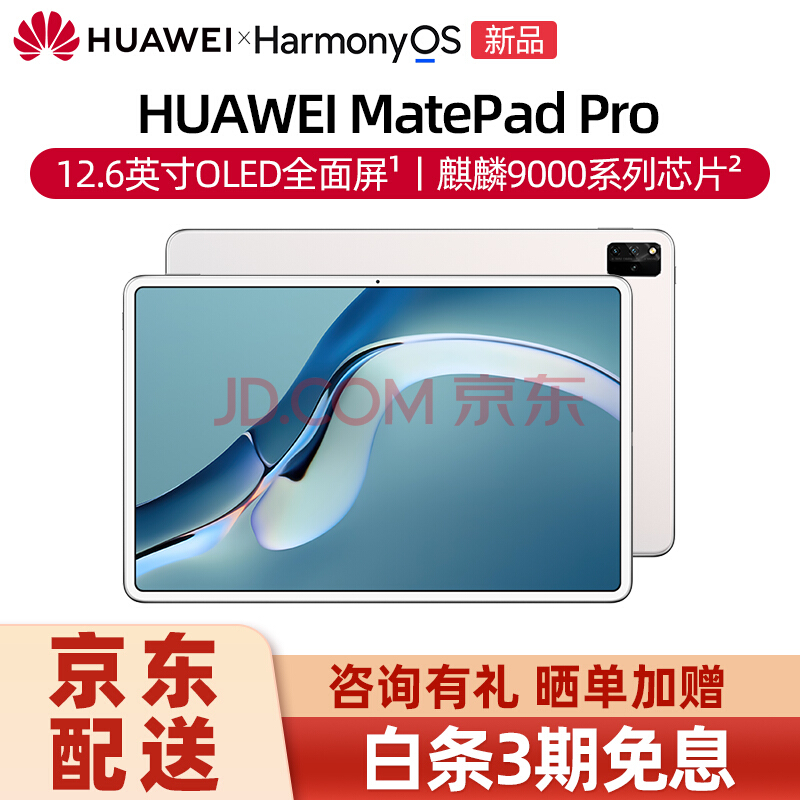 HUAWEI×HarmonyOS 新品
HUAWEI MatePad Pro
12.6英寸OLED全面屏¹ | 麒麟9000系列芯片²
JD.COM 京东
京东
配送
咨询有礼 晒单加赠
白条3期免息